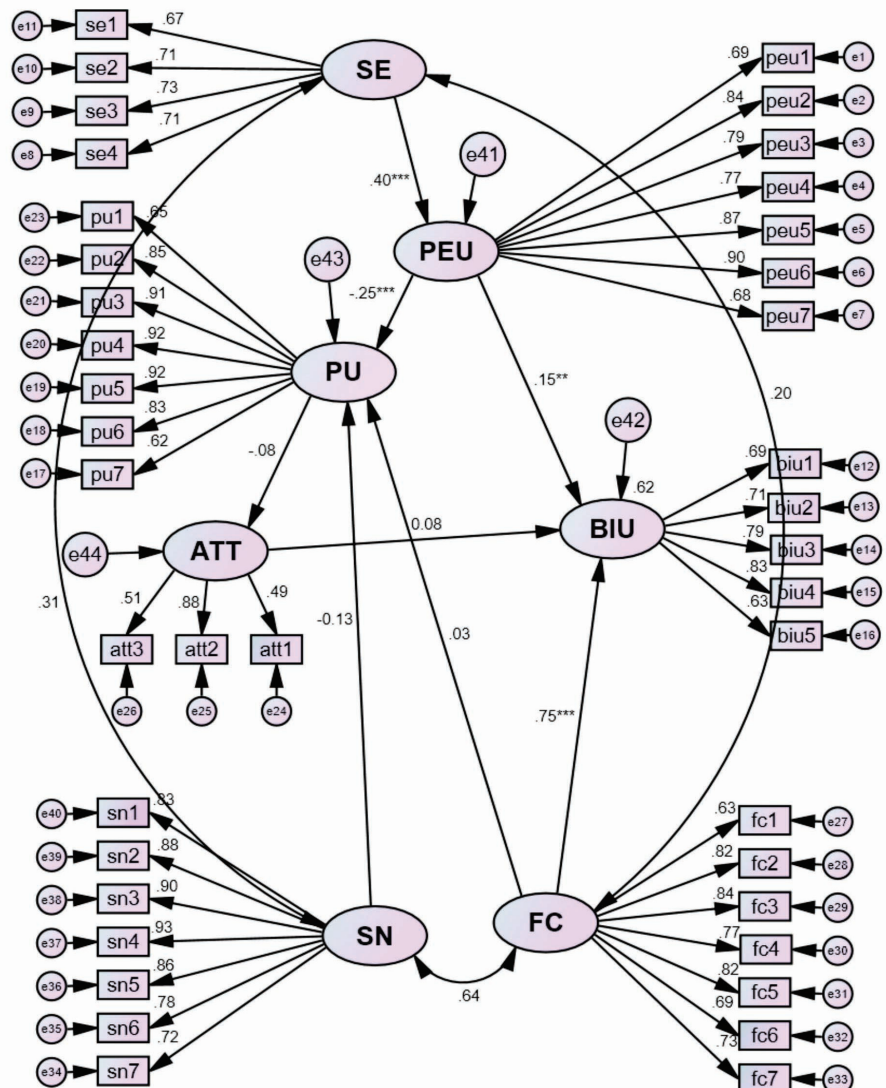 e11 se1 .67
e10 se2 .71
e9 se3 .73
e8 se4 .71
SE
.69 peu1 e1
.84 peu2 e2
.79 peu3 e3
.77 peu4 e4
.87 peu5 e5
.90 peu6 e6
.68 peu7 e7
.40***
e41
PEU
e23 pu1 .65
e22 pu2 .85
e21 pu3 .91
e20 pu4 .92
e19 pu5 .92
e18 pu6 .83
e17 pu7 .62
e43
-.25***
PU
.15**
.20
e42
.62
BIU
.69 biu1 e12
.71 biu2 e13
.79 biu3 e14
.83 biu4 e15
.63 biu5 e16
-.08
0.08
e44
ATT
.51 .88 .49
att3 att2 att1
e26 e25 e24
.31
-0.13
.03
.75***
e40 sn1 .83
e39 sn2 .88
e38 sn3 .90
e37 sn4 .93
e36 sn5 .86
e35 sn6 .78
e34 sn7 .72
SN
FC
.64
.63 fc1 e27
.82 fc2 e28
.84 fc3 e29
.77 fc4 e30
.82 fc5 e31
.69 fc6 e32
.73 fc7 e33